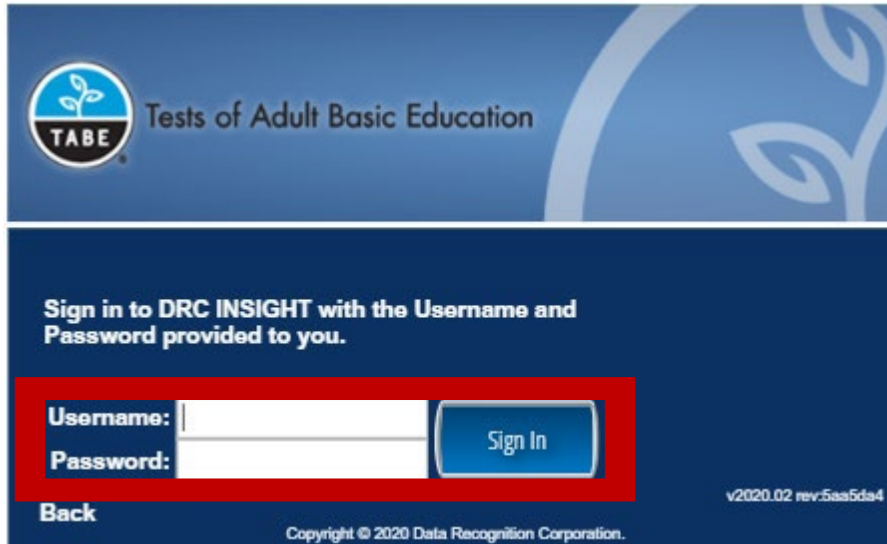 TABE
Tests of Adult Basic Education
Sign in to DRC INSIGHT with the Username and
Password provided to you.
Username:
Sign In
Password:
v2020.02 rev:5aa5da4
Back
Copyright © 2020 Data Recognition Corporation.